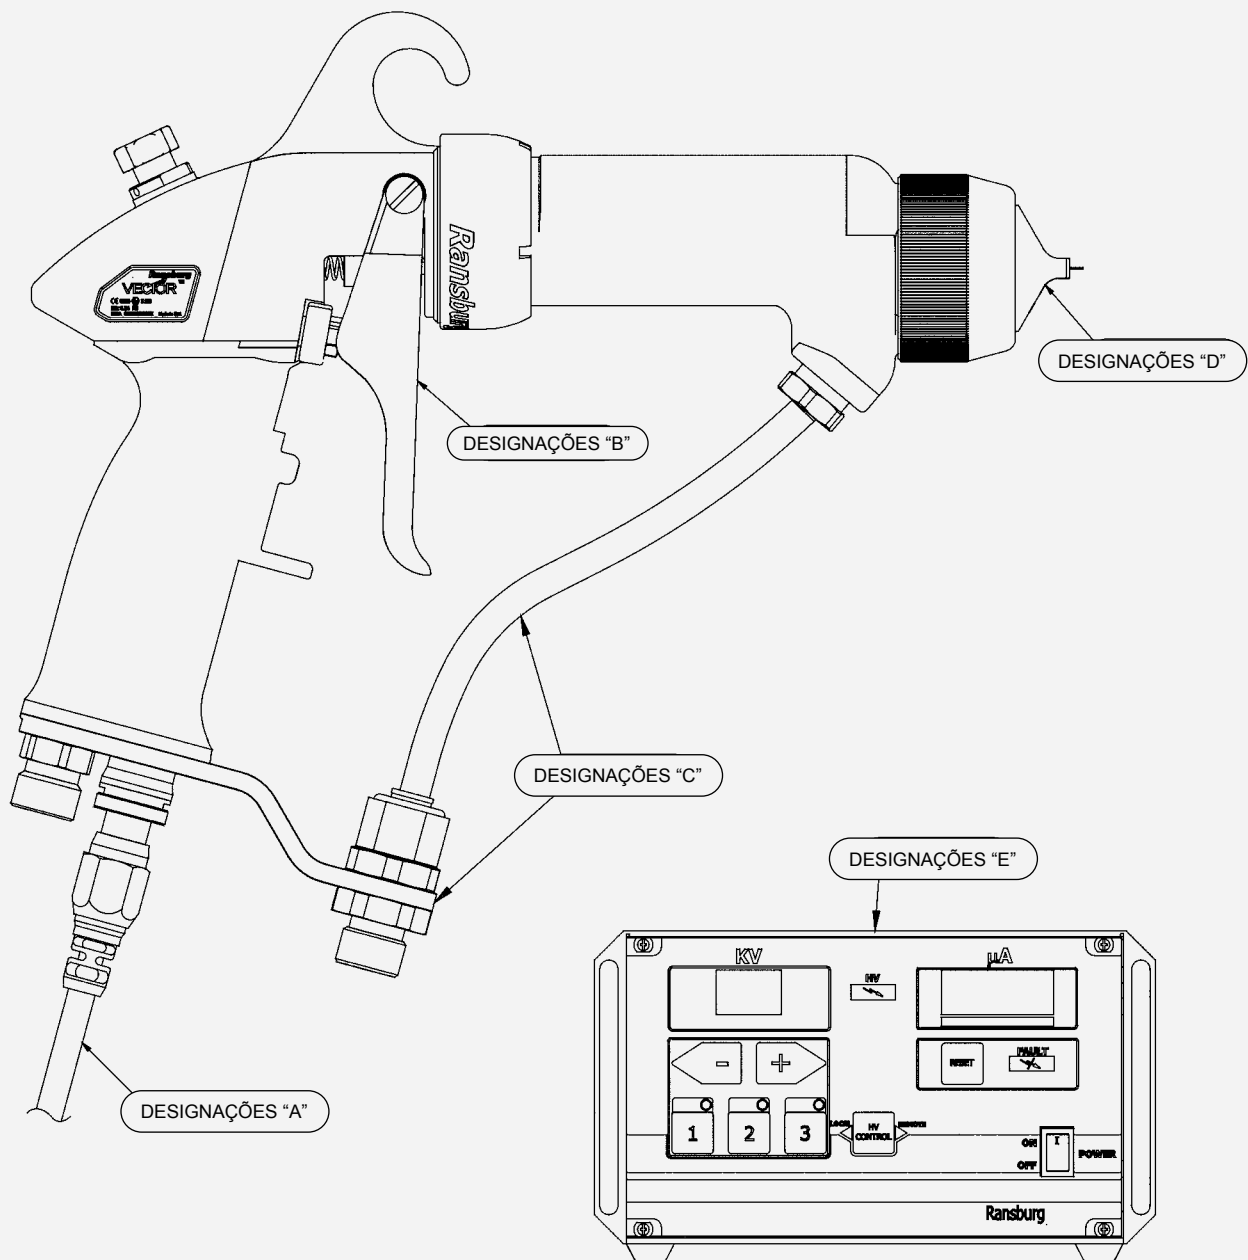 Ransburg
VECTOR
Ransbur
DESIGNAÇÕES “D”
DESIGNAÇÕES “B”
DESIGNAÇÕES “C”
DESIGNAÇÕES “A”
DESIGNAÇÕES “E”
KV
HV
µA
- +
RESET
FAULT
1 2 3
LOCAL
HV
CONTROL
REMOTE
ON
I
OFF
POWER
Ransburg